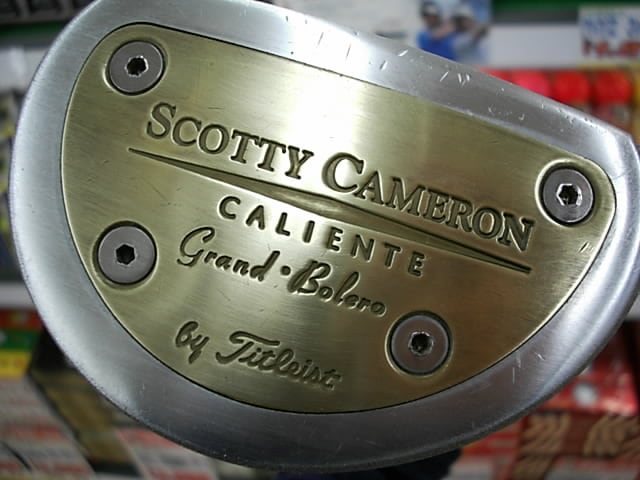 SCOTTY CAMERON
CALIENTE
Grand · Bolero
by Titleist